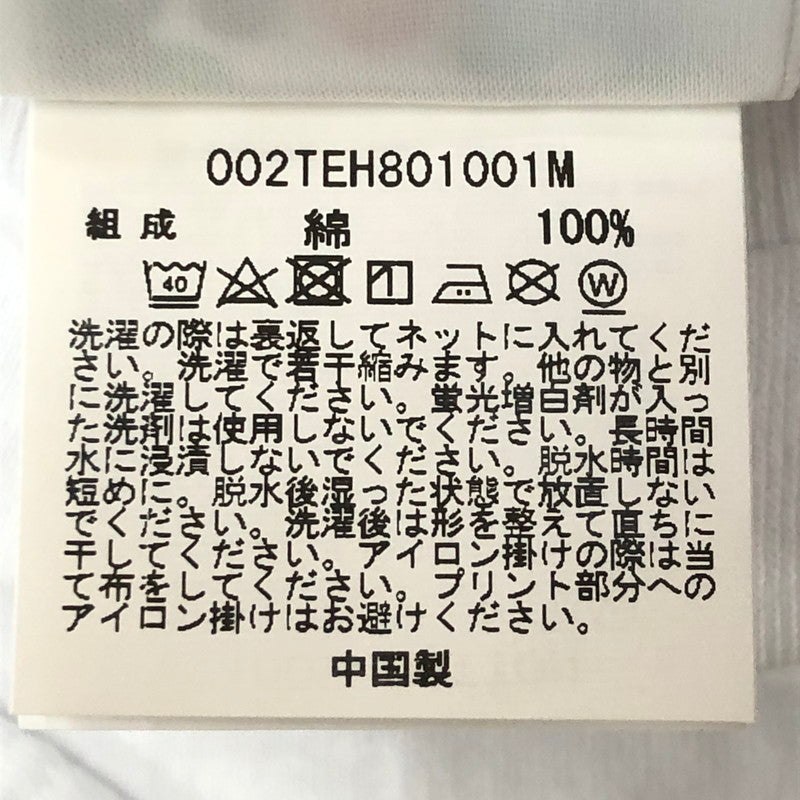 002TEH801001M
組成 綿 100%
40 W
洗濯の際は裏返してネットに入れてくだ
さい。洗濯で若干縮みます。他の物と別
に洗濯してください。蛍光増白剤が入っ
た洗剤は使用しないでください。長時間
水に浸漬しないでください。脱水時間は
短めに。脱水後湿った状態で放置しない
でください。洗濯後は形を整えて直ちに
干してください。アイロン掛けの際は当
て布をしてください。プリント部分への
アイロン掛けはお避けください。
中国製